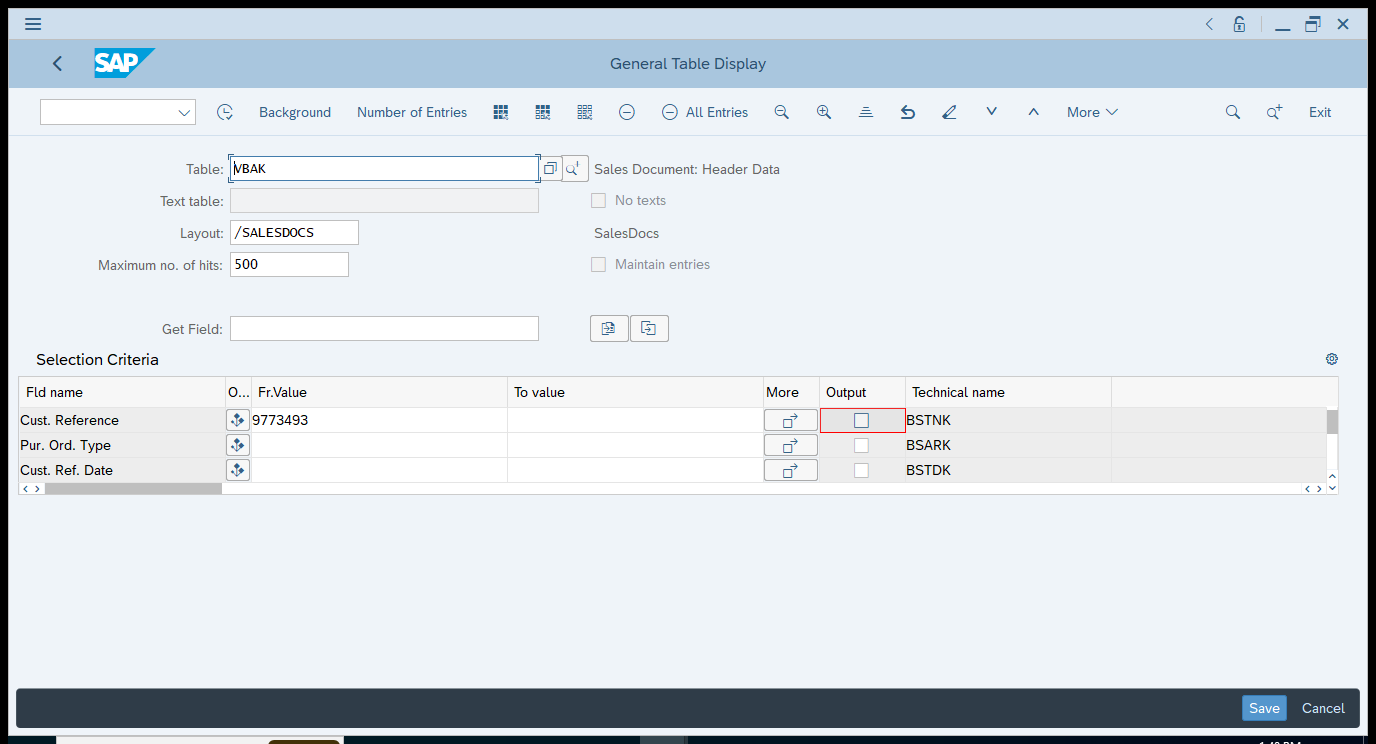 SAP
General Table Display
Background Number of Entries All Entries More Exit
Table: VBAK Sales Document: Header Data
Text table: No texts
Layout: /SALESDOCS SalesDocs
Maximum no. of hits: 500 Maintain entries
Get Field:
Selection Criteria
Fld name O... Fr.Value To value More Output Technical name
Cust. Reference 9773493 BSTNK
Pur. Ord. Type BSARK
Cust. Ref. Date BSTDK
Save Cancel